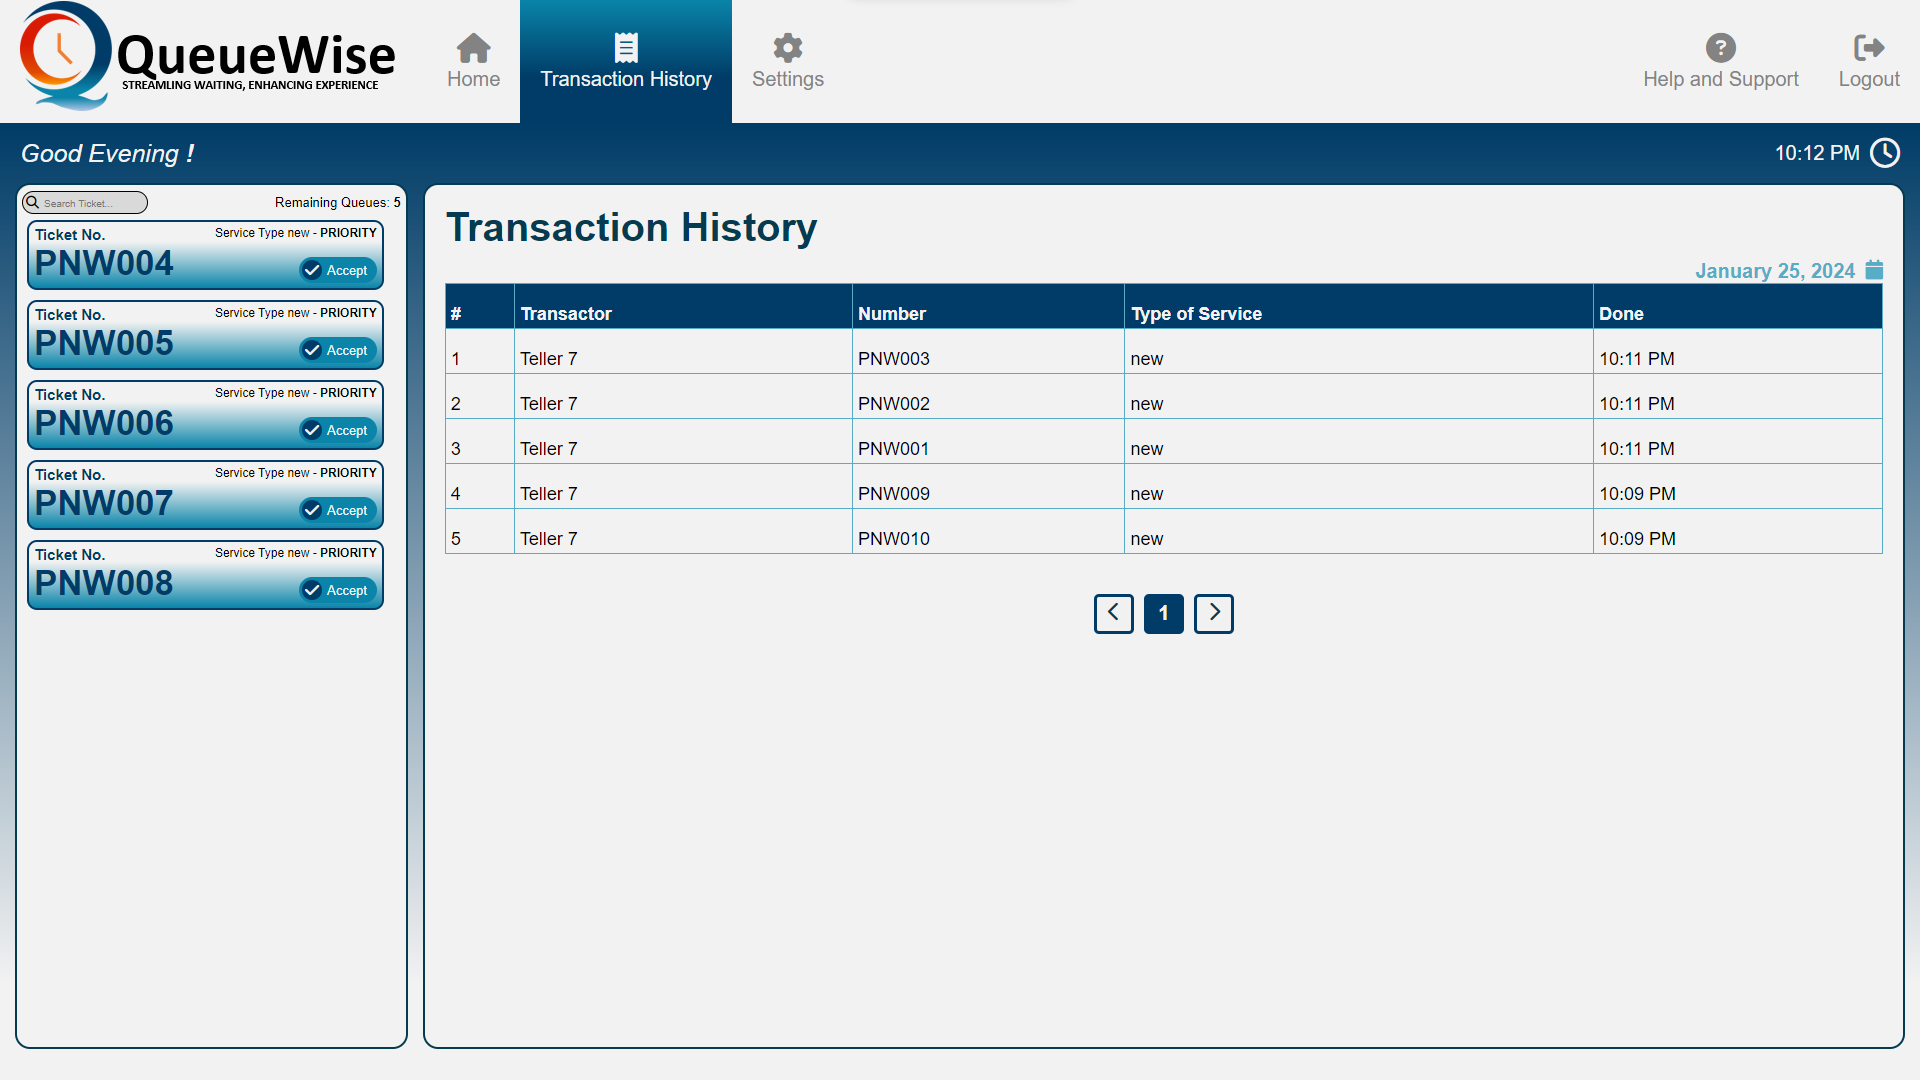 QueueWise
STREAMLING WAITING, ENHANCING EXPERIENCE
Home
Transaction History
Settings
Help and Support
Logout
Good Evening !
10:12 PM
Search Ticket...
Remaining Queues: 5
Ticket No.
Service Type new - PRIORITY
PNW004
Accept
Ticket No.
Service Type new - PRIORITY
PNW005
Accept
Ticket No.
Service Type new - PRIORITY
PNW006
Accept
Ticket No.
Service Type new - PRIORITY
PNW007
Accept
Ticket No.
Service Type new - PRIORITY
PNW008
Accept
Transaction History
January 25, 2024
# Transactor Number Type of Service Done
1 Teller 7 PNW003 new 10:11 PM
2 Teller 7 PNW002 new 10:11 PM
3 Teller 7 PNW001 new 10:11 PM
4 Teller 7 PNW009 new 10:09 PM
5 Teller 7 PNW010 new 10:09 PM
1